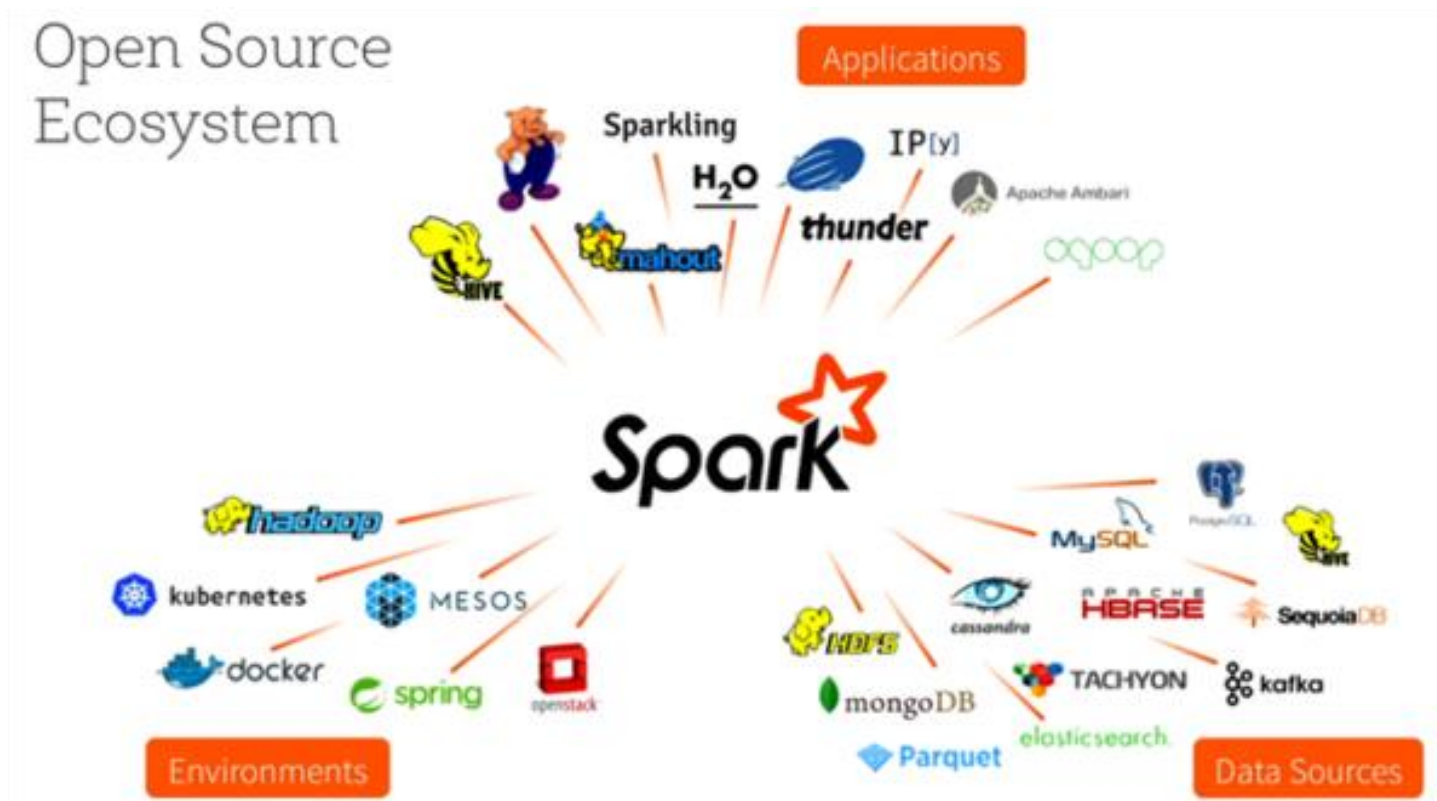 Open Source
Ecosystem
Applications
Sparkling
H2O
IP[y]
Apache Ambari
thunder
mahout
HIVE
Spark
hadoop
kubernetes
MESOS
docker
spring
openstack
Environments
PostgreSQL
MySQL
HIVE
cassandra
APACHE
HBASE
SequoiaDB
HDFS
TACHYON
kafka
mongoDB
elasticsearch.
Parquet
Data Sources